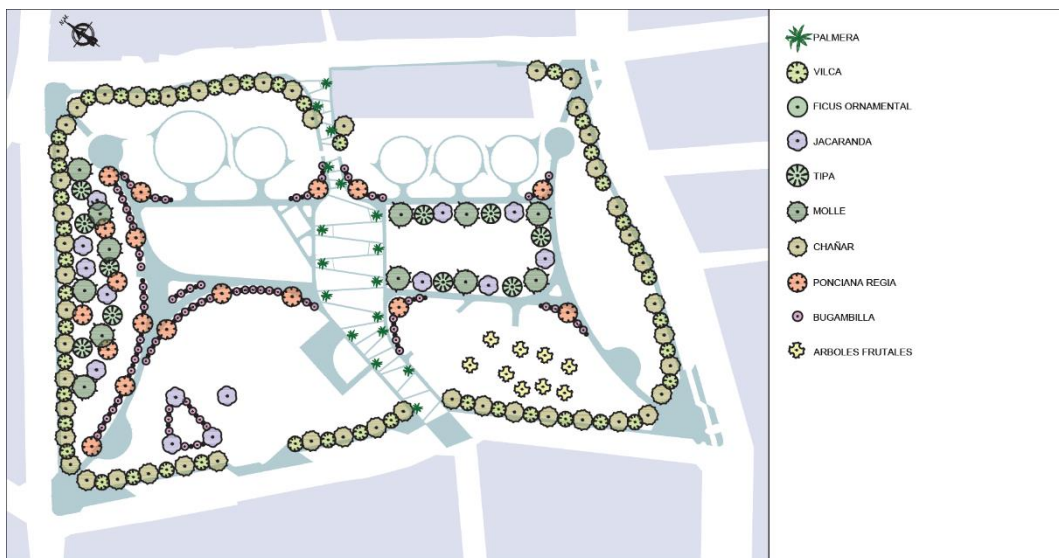 PALMERA
VILCA
FICUS ORNAMENTAL
JACARANDA
TIPA
MOLLE
CHAÑAR
PONCIANA REGIA
BUGAMBILLA
ARBOLES FRUTALES